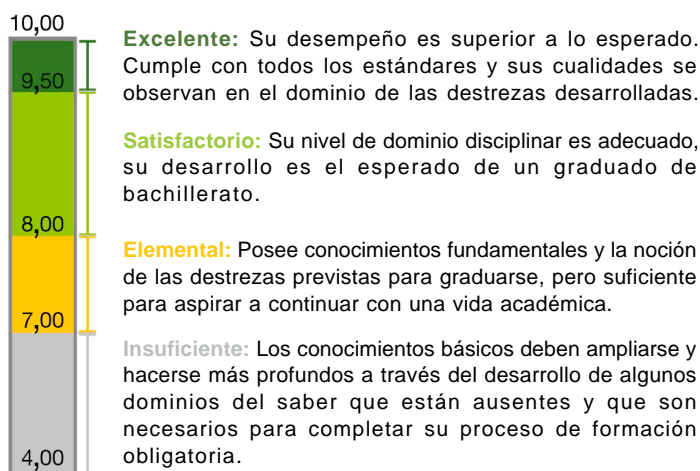 10,00
Excelente: Su desempeño es superior a lo esperado.
Cumple con todos los estándares y sus cualidades se
9,50
observan en el dominio de las destrezas desarrolladas.
Satisfactorio: Su nivel de dominio disciplinar es adecuado,
su desarrollo es el esperado de un graduado de
bachillerato.
8,00
Elemental: Posee conocimientos fundamentales y la noción
de las destrezas previstas para graduarse, pero suficiente
para aspirar a continuar con una vida académica.
7,00
Insuficiente: Los conocimientos básicos deben ampliarse y
hacerse más profundos a través del desarrollo de algunos
dominios del saber que están ausentes y que son
necesarios para completar su proceso de formación
4,00
obligatoria.